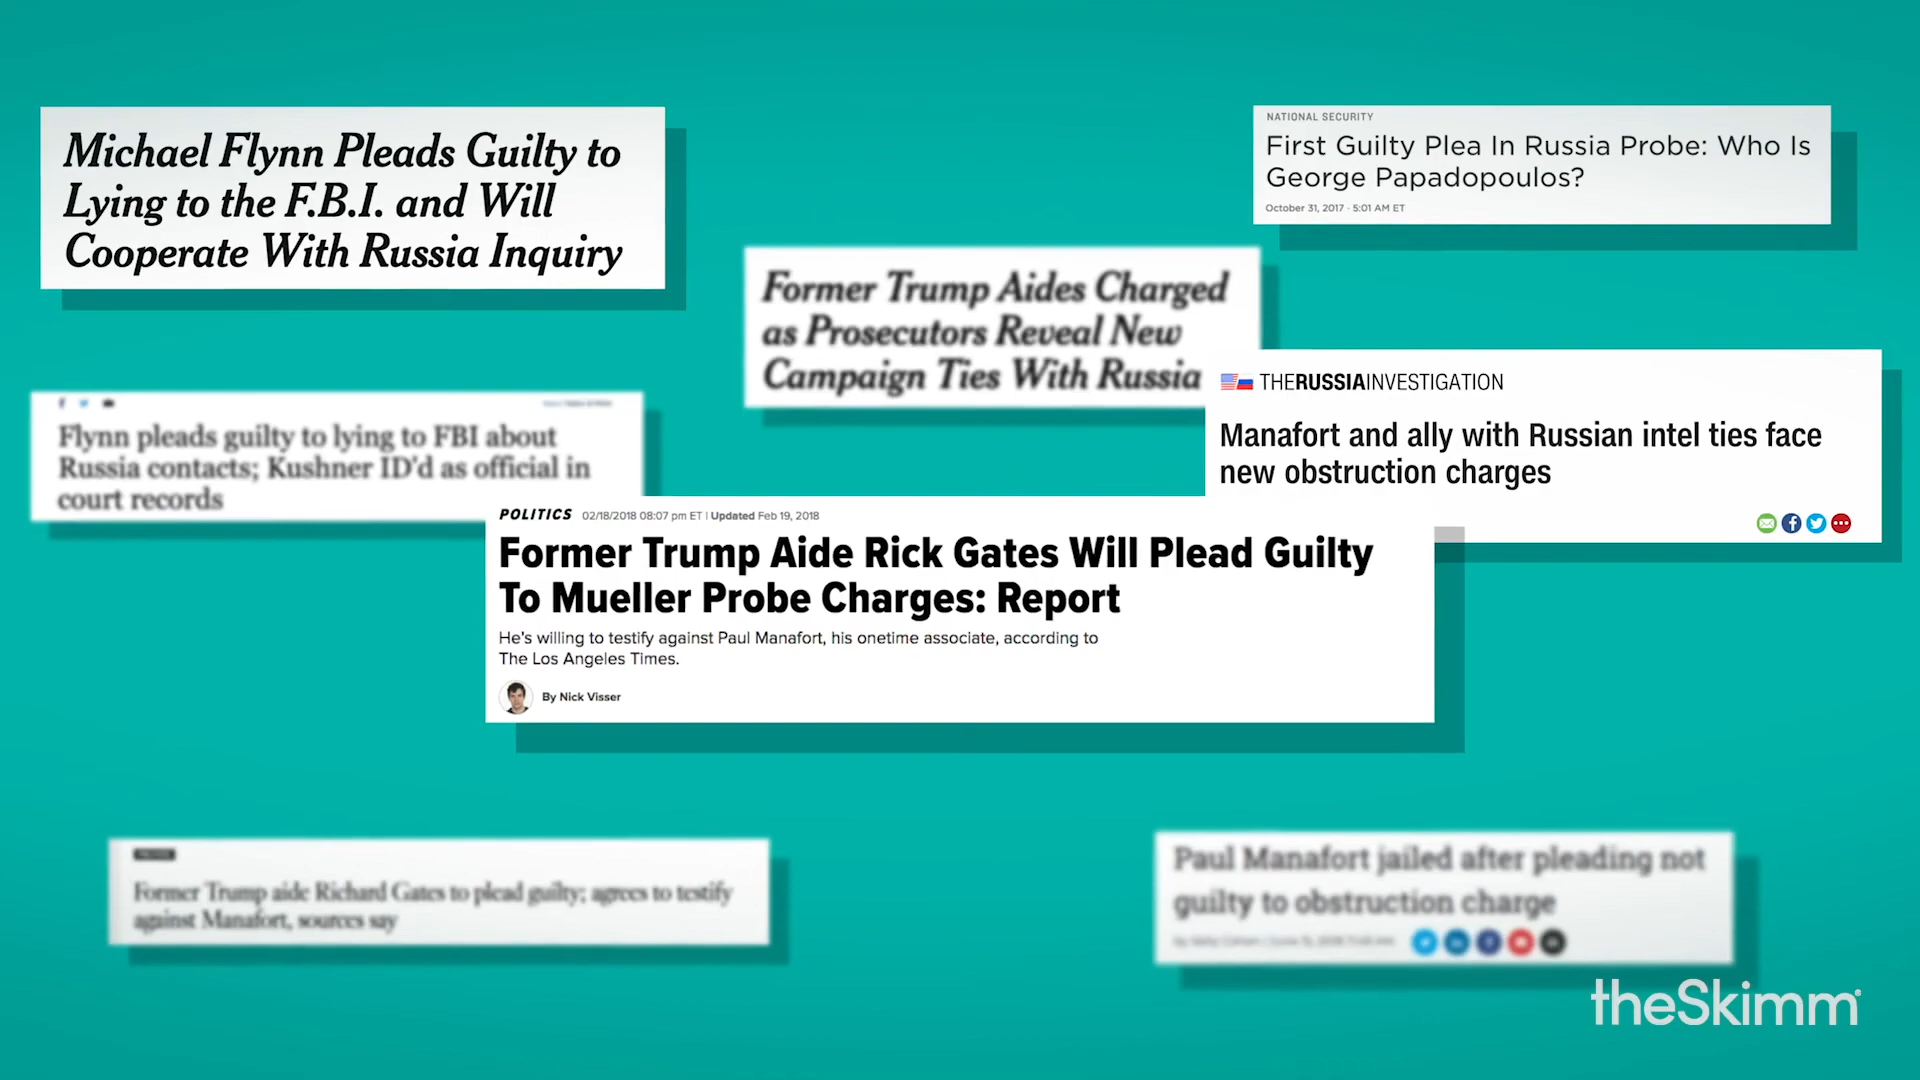 Michael Flynn Pleads Guilty to
Lying to the F.B.I. and Will
Cooperate With Russia Inquiry
NATIONAL SECURITY
First Guilty Plea In Russia Probe: Who Is
George Papadopoulos?
October 31, 2017 · 5:01 AM ET
Former Trump Aides Charged
as Prosecutors Reveal New
Campaign Ties With Russia
THERUSSIAINVESTIGATION
Manafort and ally with Russian intel ties face
new obstruction charges
Flynn pleads guilty to lying to FBI about
Russia contacts; Kushner ID'd as official in
court records
POLITICS 02/18/2018 08:07 pm ET | Updated Feb 19, 2018
Former Trump Aide Rick Gates Will Plead Guilty
To Mueller Probe Charges: Report
He's willing to testify against Paul Manafort, his onetime associate, according to
The Los Angeles Times.
By Nick Visser
Former Trump aide Richard Gates to plead guilty; agrees to testify
against Manafort, sources say
Paul Manafort jailed after pleading not
guilty to obstruction charge
theSkimm